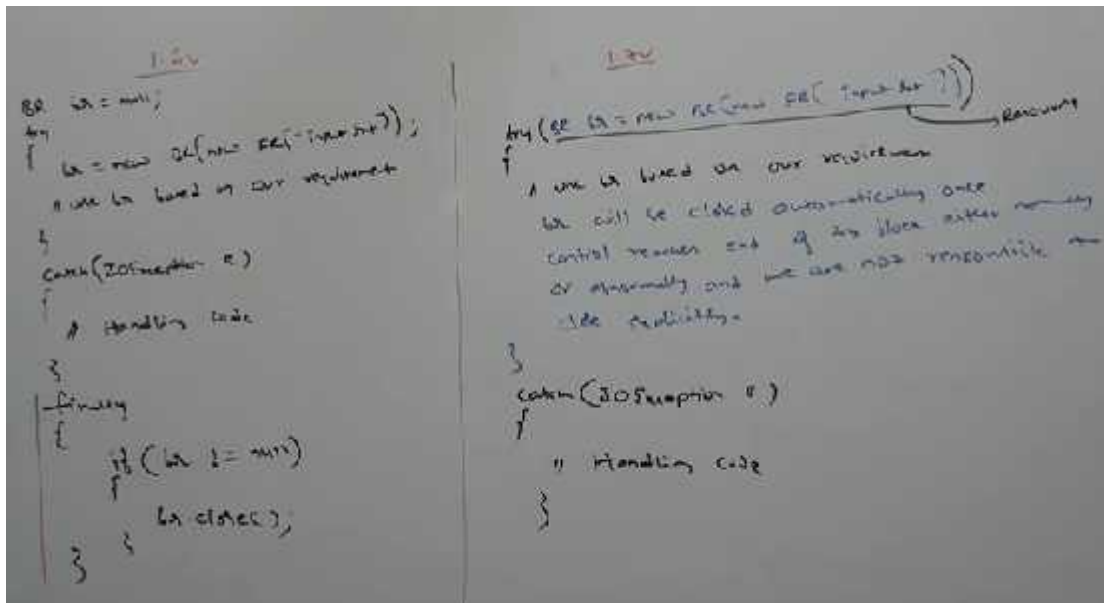 1.6v
BR br = null;
try
{
br = new BR(new FR("input.txt"));
// use br based on our requirement
}
catch(IOException e)
{
// Handling code
}
finally
{
if (br != null)
{
br.close();
}
}
1.7v
try(BR br = new BR(new FR("input.txt")))
{
// use br based on our requirement
br will be closed automatically once
control reaches end of try block either normally
or abnormally and we are not responsible to
close explicitly.
}
catch(IOException e)
{
// Handling code
}